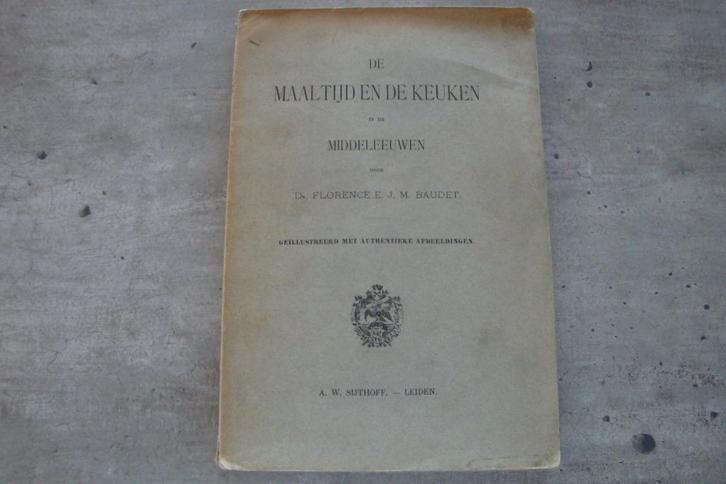 DE
MAALTIJD EN DE KEUKEN
IN DE
MIDDELEEUWEN
DOOR
Dr. FLORENCE E. J. M. BAUDET.
GEÏLLUSTREERD MET AUTHENTIEKE AFBEELDINGEN.
A. W. SIJTHOFF. — LEIDEN.